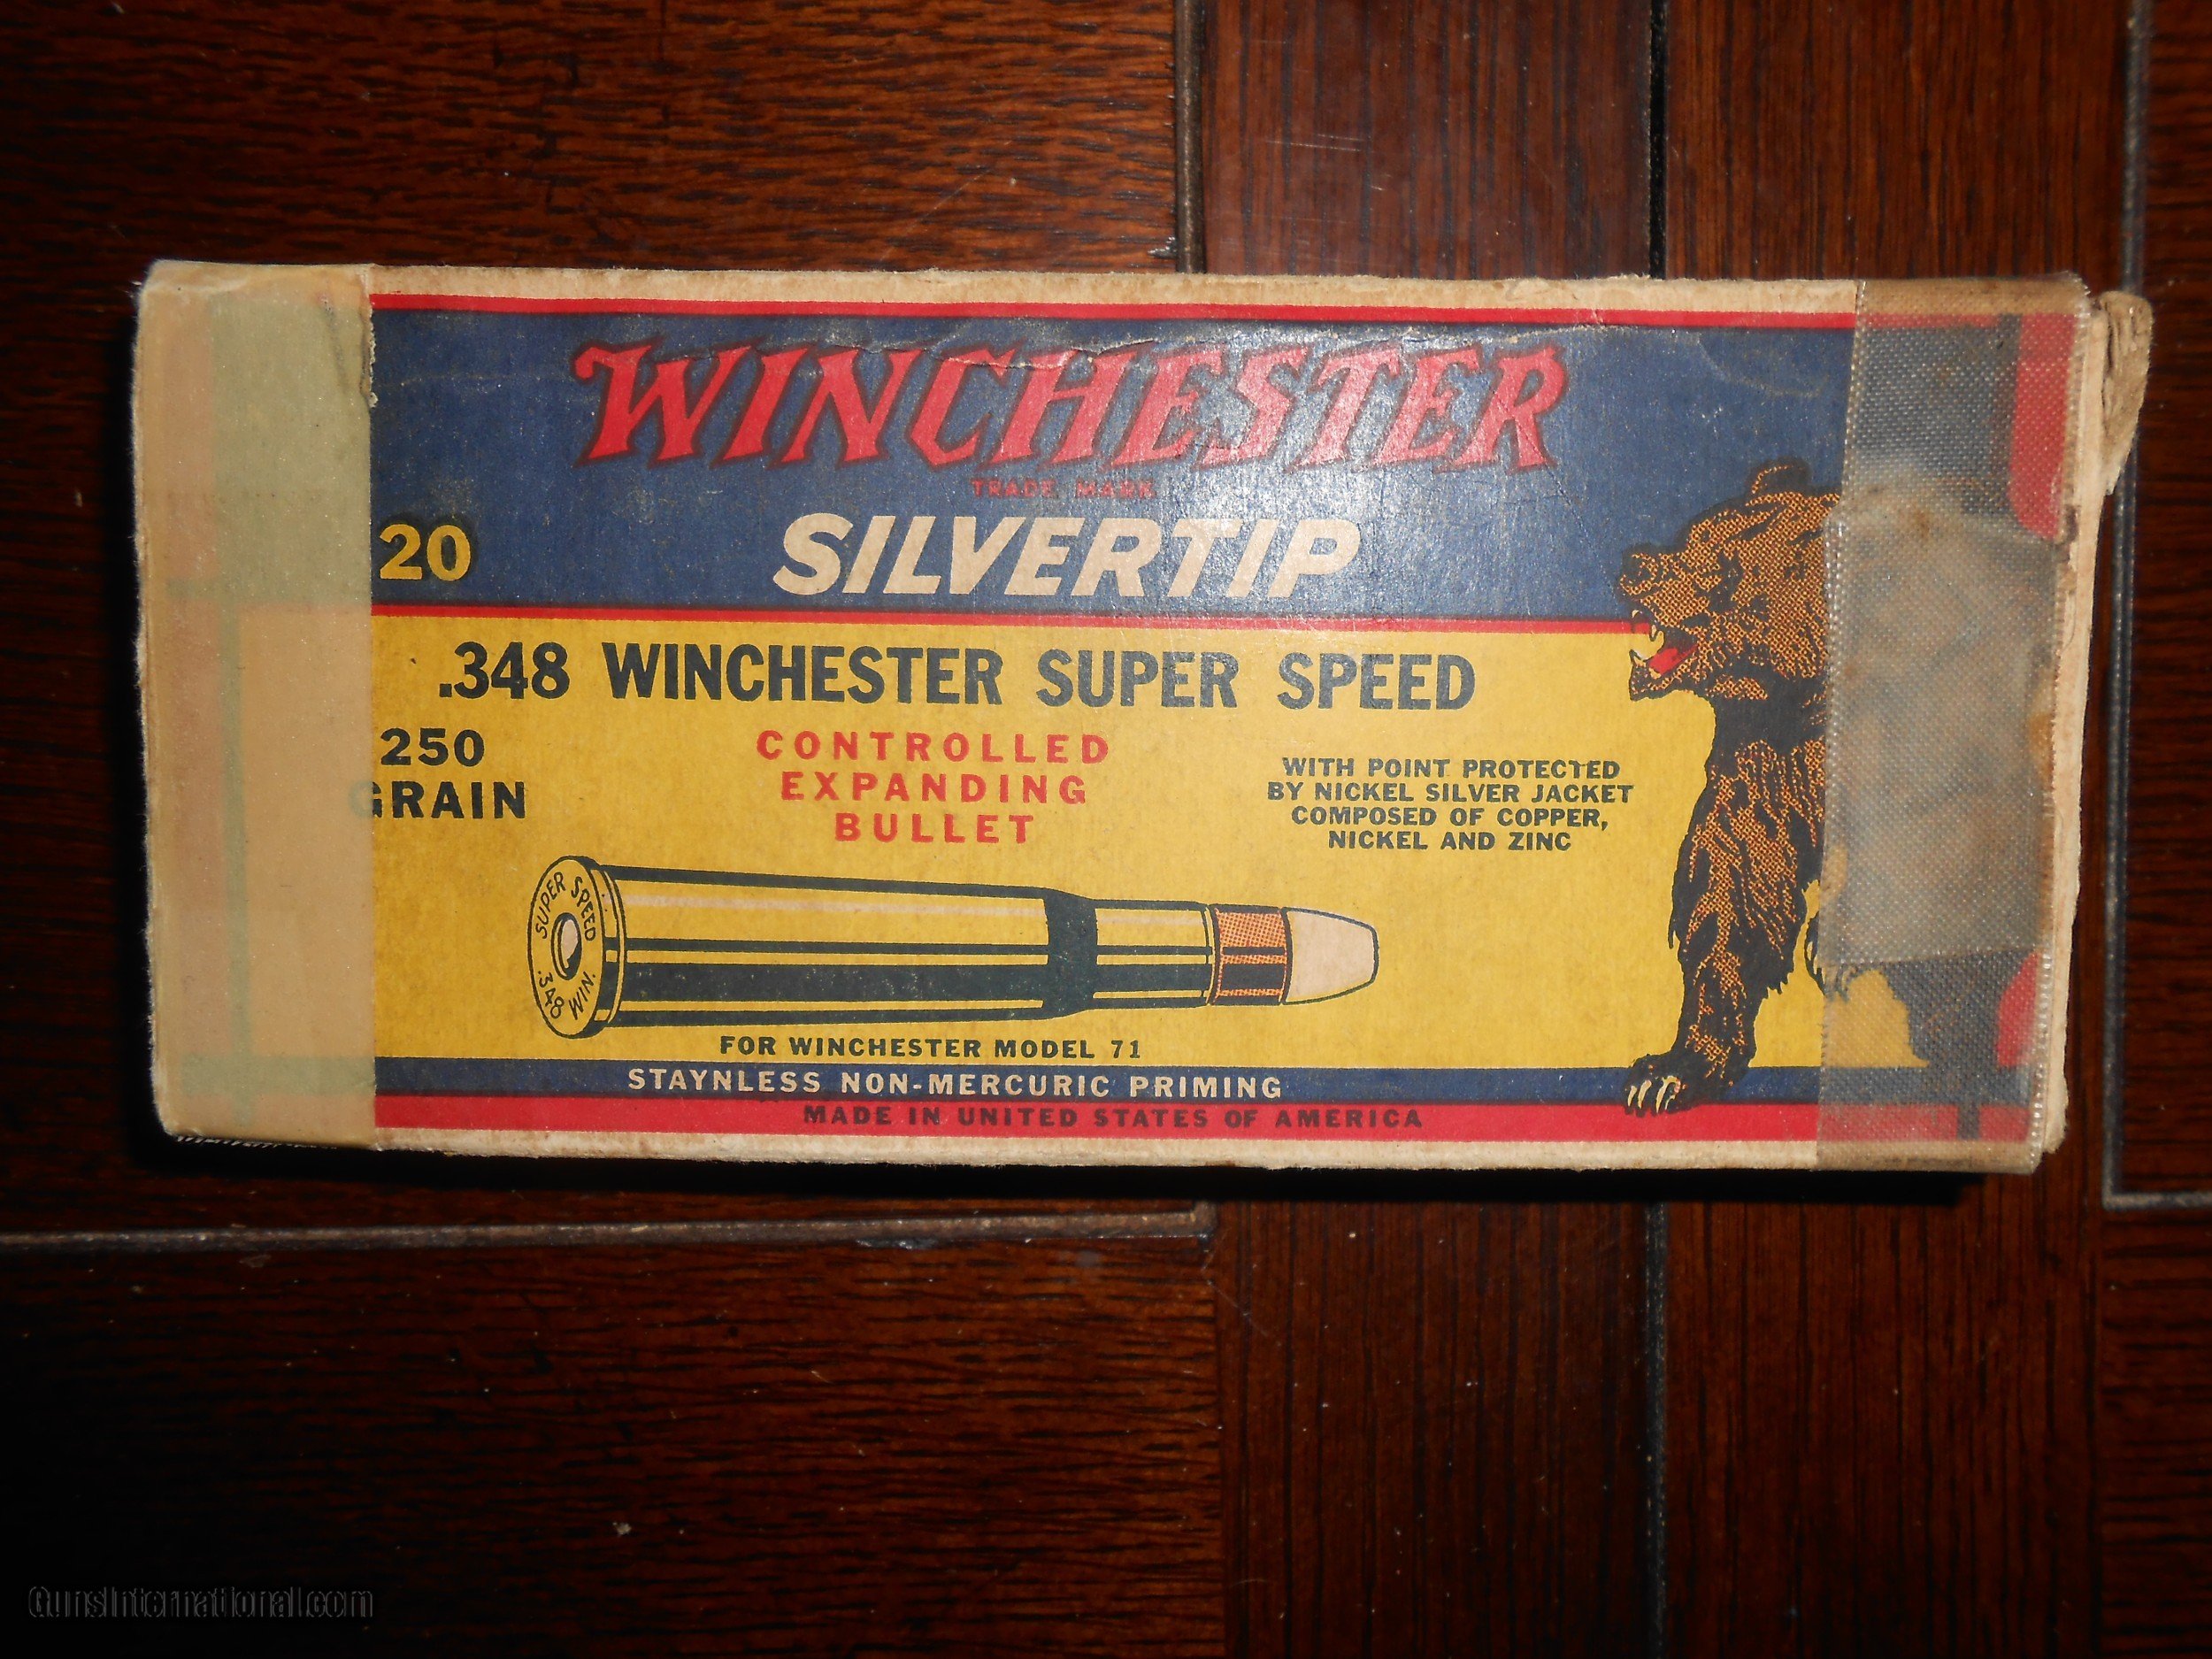 WINCHESTER
TRADE MARK
20
SILVERTIP
.348 WINCHESTER SUPER SPEED
250
GRAIN
CONTROLLED
EXPANDING
BULLET
WITH POINT PROTECTED
BY NICKEL SILVER JACKET
COMPOSED OF COPPER,
NICKEL AND ZINC
SUPER SPEED
.348 WIN.
FOR WINCHESTER MODEL 71
STAYNLESS NON-MERCURIC PRIMING
MADE IN UNITED STATES OF AMERICA
GunsInternational.com